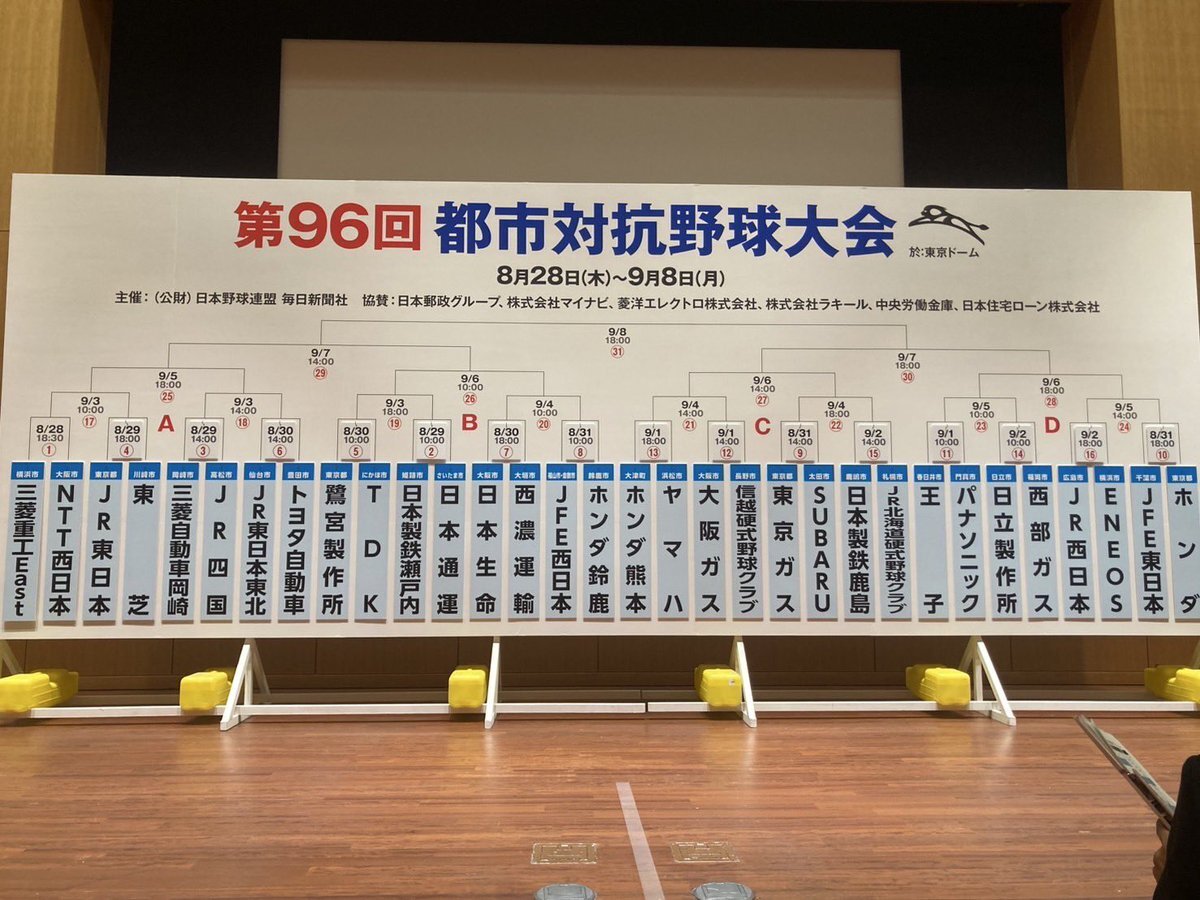 第96回 都市対抗野球大会
於:東京ドーム
8月28日(木)～9月8日(月)
主催：(公財)日本野球連盟 毎日新聞社 協賛：日本郵政グループ、株式会社マイナビ、菱洋エレクトロ株式会社、株式会社ラキール、中央労働金庫、日本住宅ローン株式会社
9/8 18:00 ㉛
9/7 14:00 ㉙
9/7 18:00 ㉚
9/5 18:00 ㉕
9/6 10:00 ㉖
9/6 14:00 ㉗
9/6 18:00 ㉘
9/3 10:00 ⑰
9/3 14:00 ⑱
9/3 18:00 ⑲
9/4 10:00 ⑳
9/4 14:00 ㉑
9/4 18:00 ㉒
9/5 10:00 ㉓
9/5 14:00 ㉔
A
B
C
D
8/28 18:30 ①
8/29 18:00 ④
8/29 14:00 ③
8/30 14:00 ⑥
8/30 10:00 ⑤
8/29 10:00 ②
8/30 18:00 ⑦
8/31 10:00 ⑧
9/1 18:00 ⑬
9/1 14:00 ⑫
8/31 14:00 ⑨
9/2 14:00 ⑮
9/1 10:00 ⑪
9/2 10:00 ⑭
9/2 18:00 ⑯
8/31 18:00 ⑩
横浜市 三菱重工East
大阪市 NTT西日本
東京都 JR東日本
川崎市 東芝
岡崎市 三菱自動車岡崎
高松市 JR四国
仙台市 JR東日本東北
豊田市 トヨタ自動車
東京都 鷺宮製作所
にかほ市 TDK
姫路市 日本製鉄瀬戸内
さいたま市 日本通運
大阪市 日本生命
大垣市 西濃運輸
福山市・倉敷市 JFE西日本
鈴鹿市 ホンダ鈴鹿
大津町 ホンダ熊本
浜松市 ヤマハ
大阪市 大阪ガス
長野市 信越硬式野球クラブ
東京都 東京ガス
太田市 SUBARU
鹿嶋市 日本製鉄鹿島
札幌市 JR北海道硬式野球クラブ
春日井市 王子
門真市 パナソニック
日立市 日立製作所
福岡市 西部ガス
広島市 JR西日本
横浜市 ENEOS
千葉市 JFE東日本
東京都 ホンダ